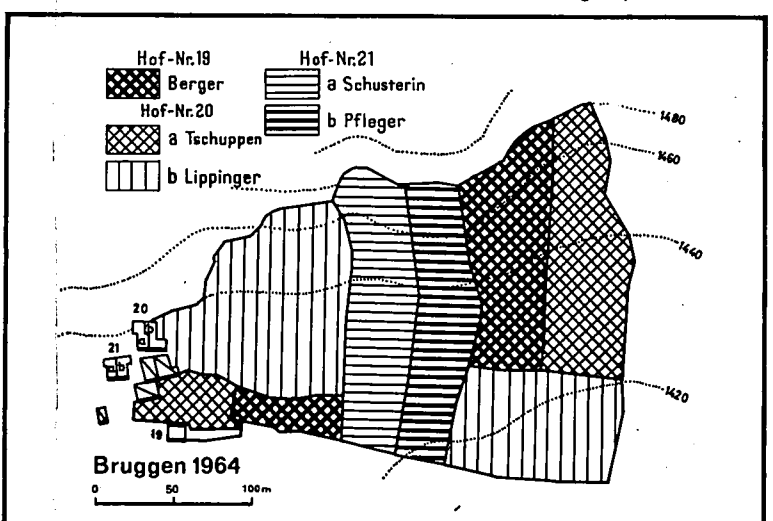 Hof-Nr.19
Berger
Hof-Nr.20
a Tschuppen
b Lippinger
Hof-Nr.21
a Schusterin
b Pfleger
1480
1460
1440
1420
20
a b
21
a b
19
Bruggen 1964
0 50 100m